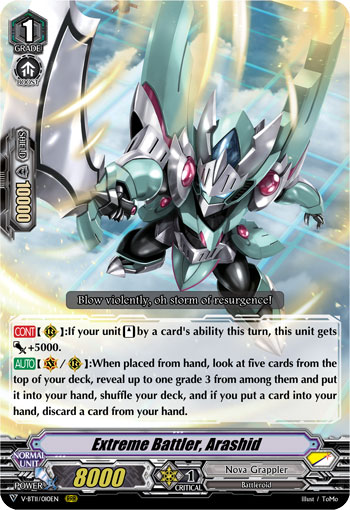 1
GRADE
BOOST
SHIELD 10000
Blow violently, oh storm of resurgence!
CONT【 】:If your unit【 】by a card's ability this turn, this unit gets
+5000.
AUTO【 / 】:When placed from hand, look at five cards from the
top of your deck, reveal up to one grade 3 from among them and put
it into your hand, shuffle your deck, and if you put a card into your
hand, discard a card from your hand.
Extreme Battler, Arashid
NORMAL
UNIT
POWER
8000
1
CRITICAL
Nova Grappler
Battleroid
V-BT11/010EN RRR
Illust / ToMo